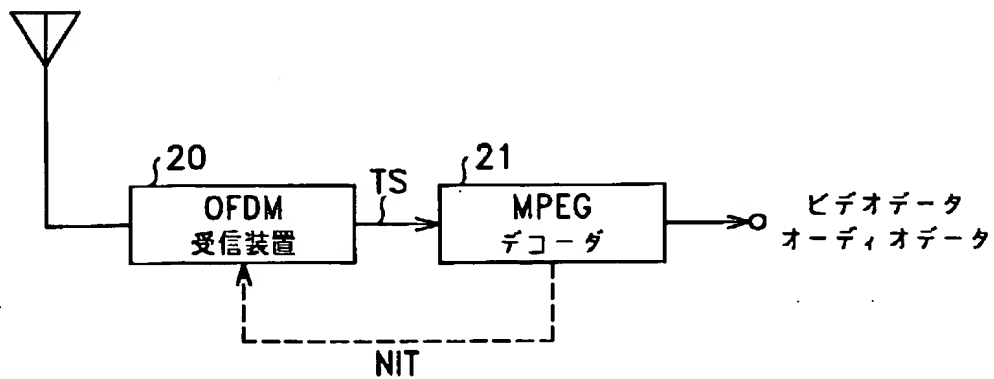 20
OFDM
受信装置
TS
21
MPEG
デコーダ
ビデオデータ
オーディオデータ
NIT